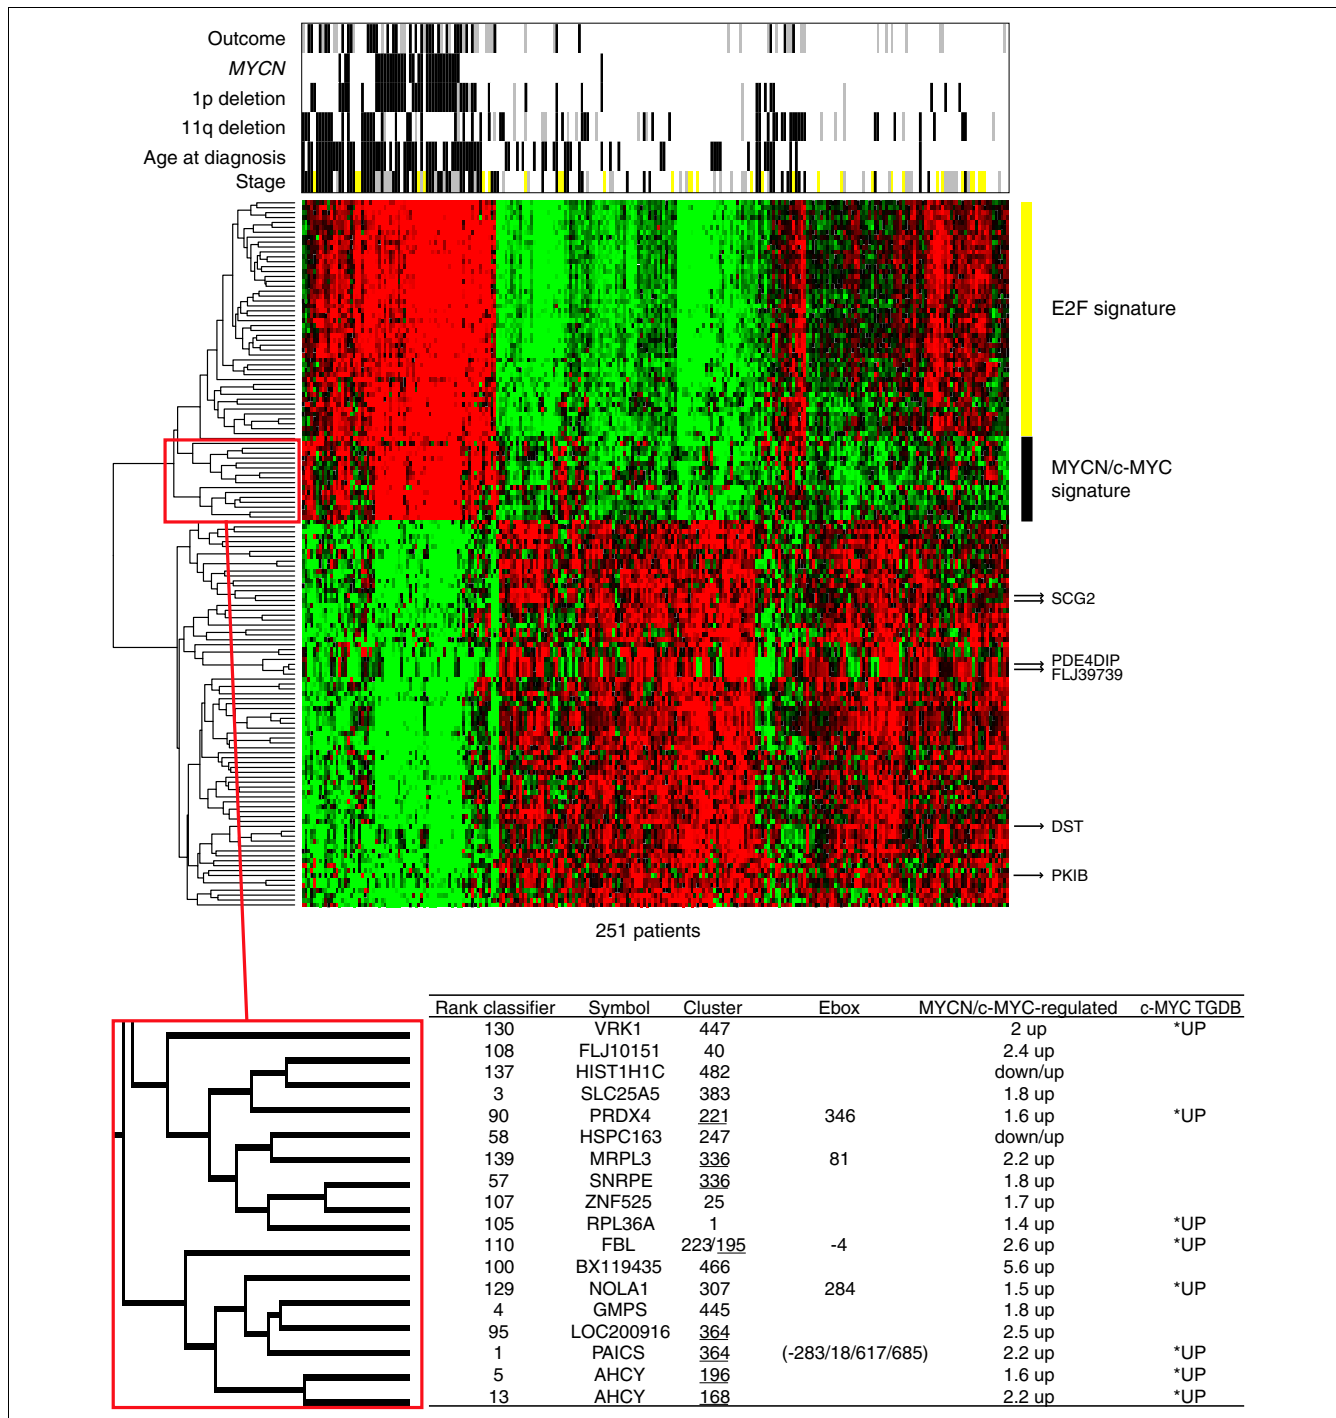 Outcome
MYCN
1p deletion
11q deletion
Age at diagnosis
Stage
E2F signature
MYCN/c-MYC
signature
SCG2
PDE4DIP
FLJ39739
DST
PKIB
251 patients
Rank classifier Symbol Cluster Ebox MYCN/c-MYC-regulated c-MYC TGDB
130 VRK1 447 2 up *UP
108 FLJ10151 40 2.4 up
137 HIST1H1C 482 down/up
3 SLC25A5 383 1.8 up
90 PRDX4 221 346 1.6 up *UP
58 HSPC163 247 down/up
139 MRPL3 336 81 2.2 up
57 SNRPE 336 1.8 up
107 ZNF525 25 1.7 up
105 RPL36A 1 1.4 up *UP
110 FBL 223/195 -4 2.6 up *UP
100 BX119435 466 5.6 up
129 NOLA1 307 284 1.5 up *UP
4 GMPS 445 1.8 up
95 LOC200916 364 2.5 up
1 PAICS 364 (-283/18/617/685) 2.2 up *UP
5 AHCY 196 1.6 up *UP
13 AHCY 168 2.2 up *UP